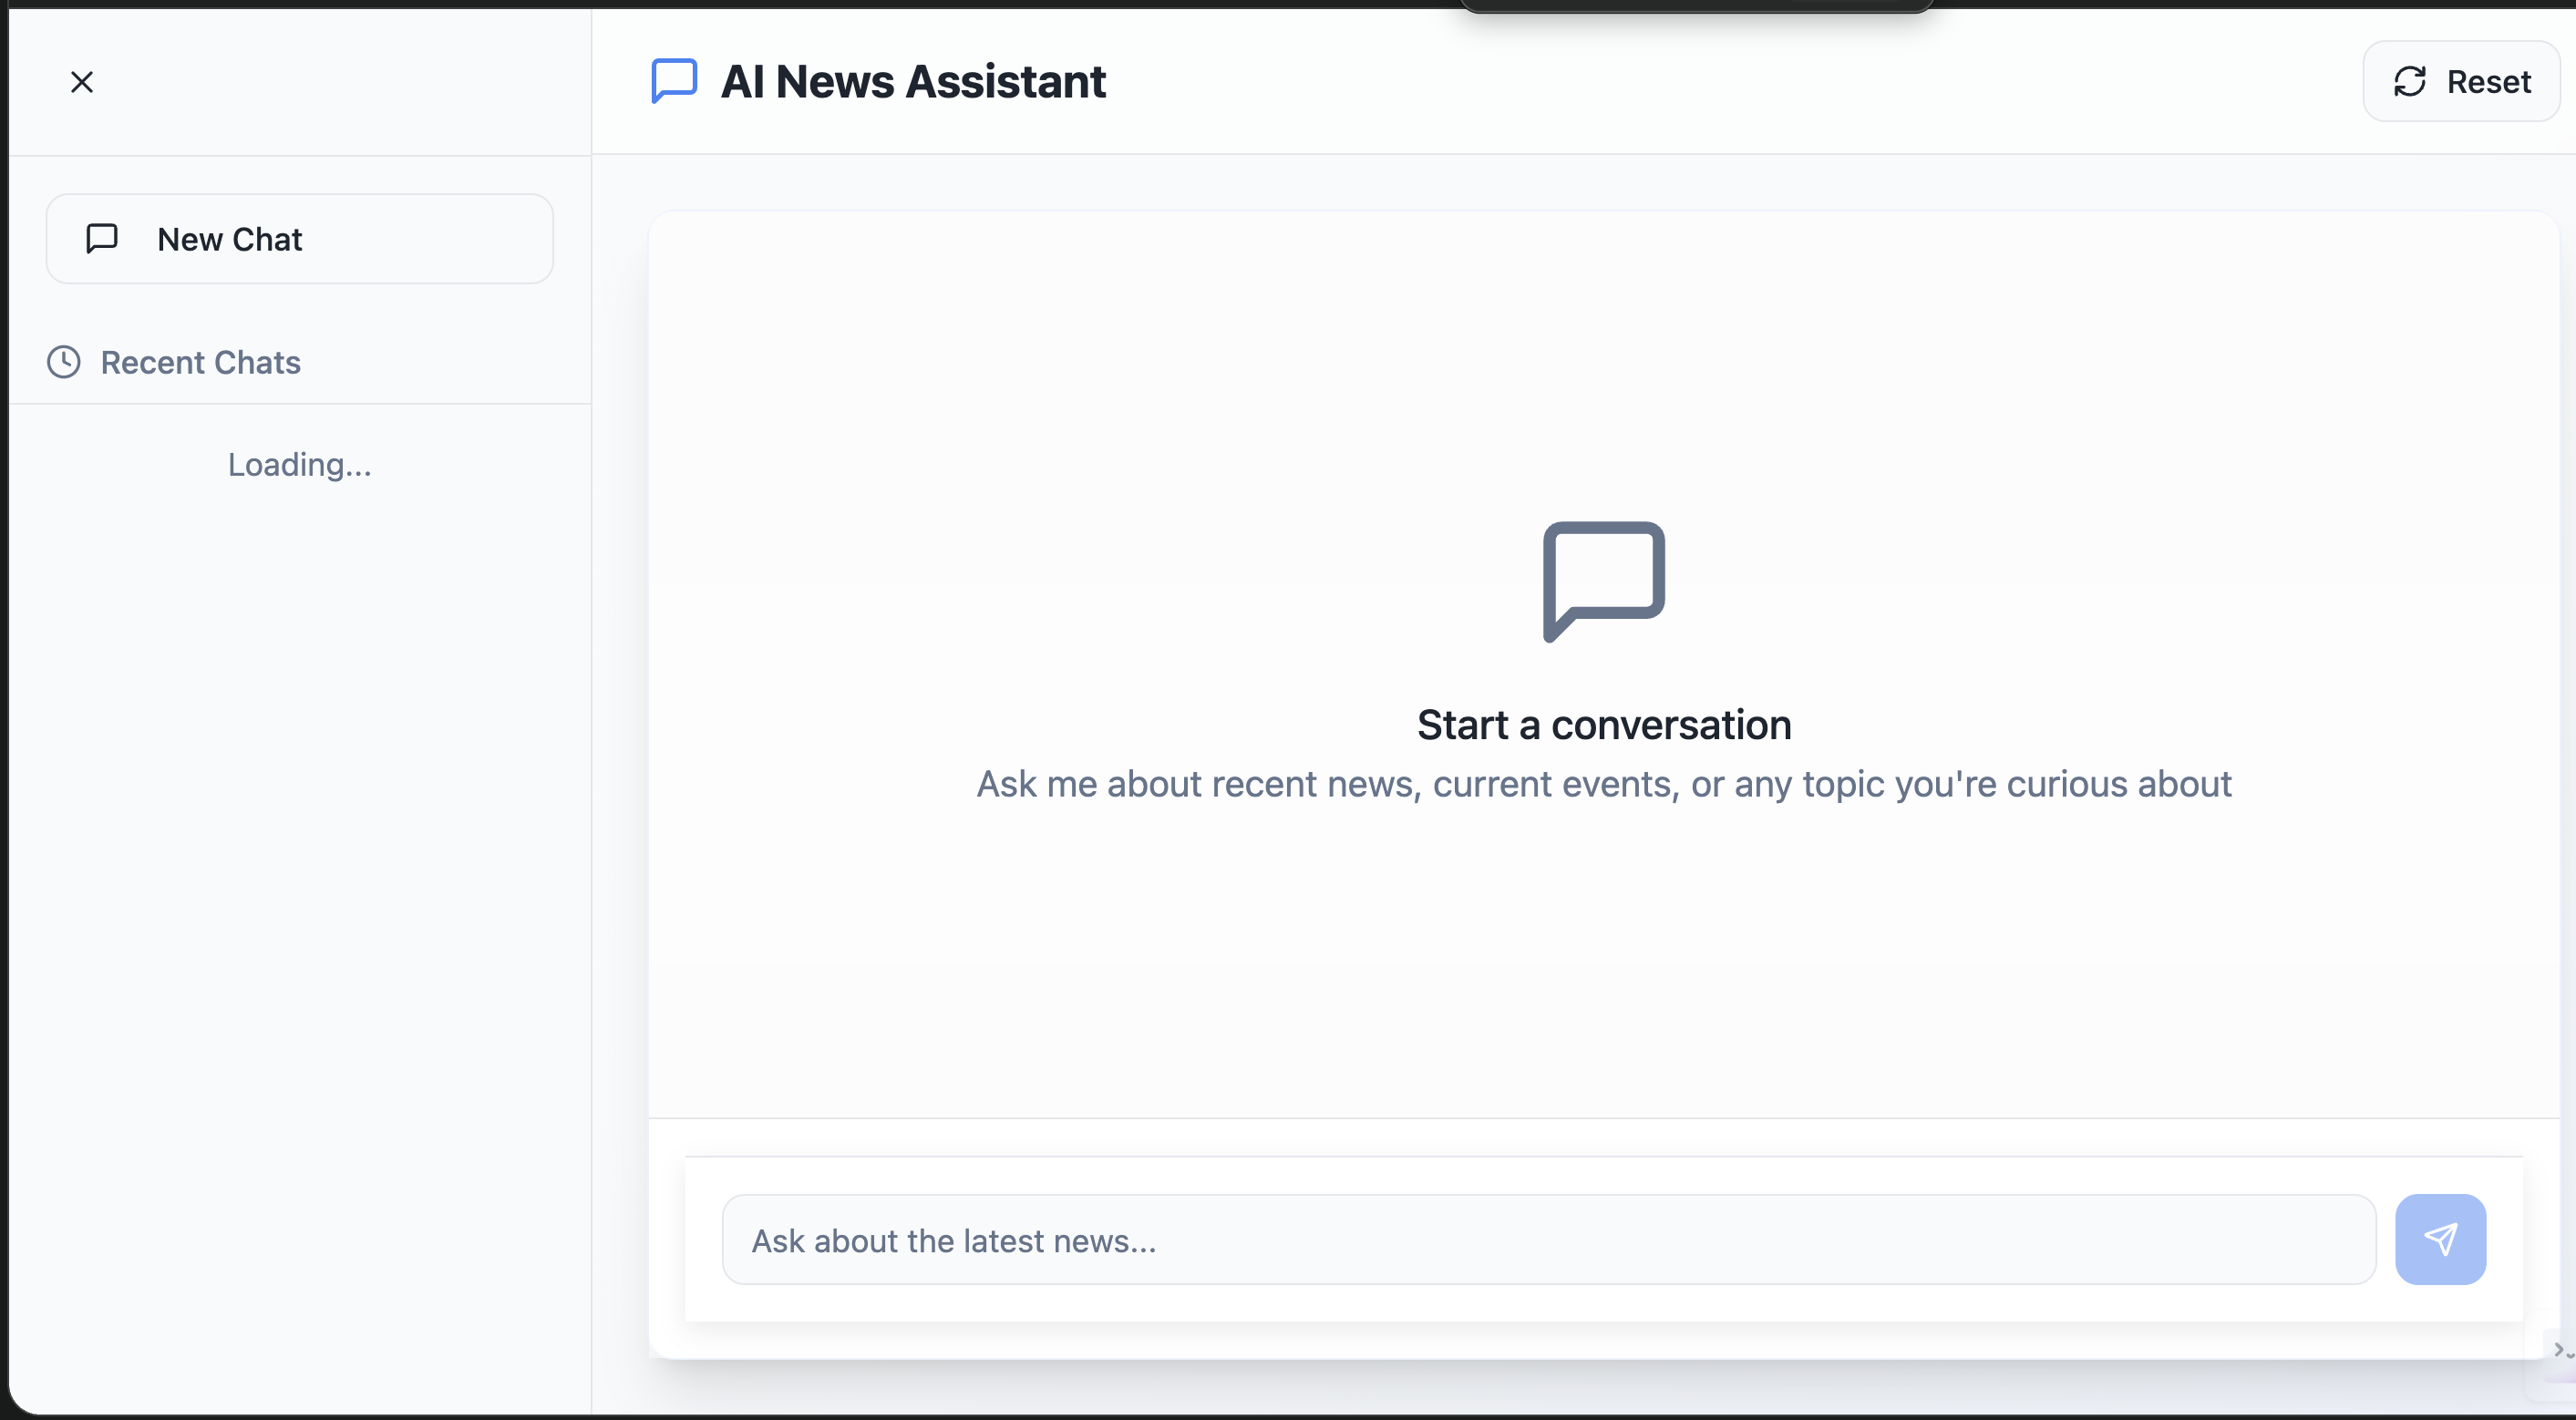 AI News Assistant
Reset
New Chat
Recent Chats
Loading...
Start a conversation
Ask me about recent news, current events, or any topic you're curious about
Ask about the latest news...